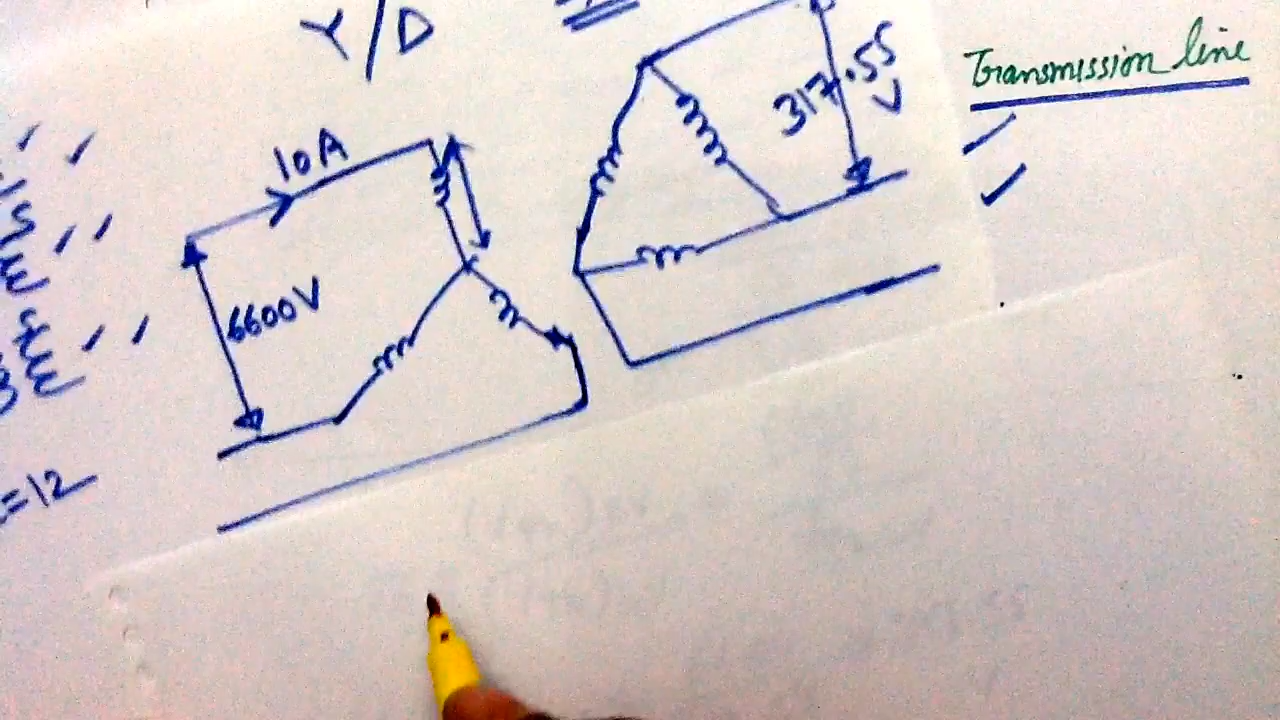 Y/D
Transmission line
10A
317.55
V
6600V
=12